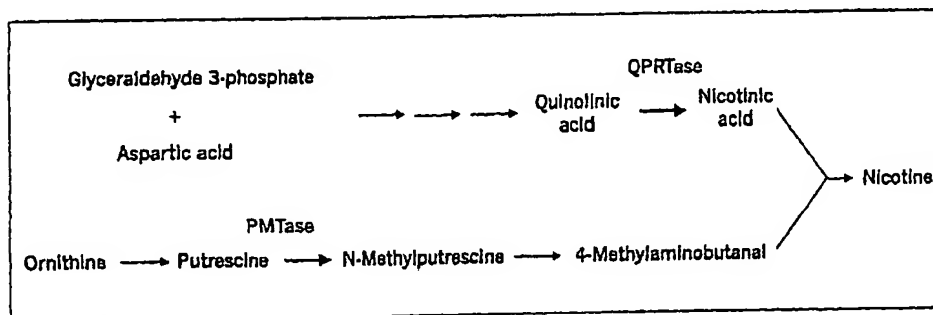 QPRTase
Glyceraldehyde 3-phosphate
+
Aspartic acid
Quinolinic
acid
Nicotinic
acid
Nicotine
PMTase
Ornithine
Putrescine
N-Methylputrescine
4-Methylaminobutanal